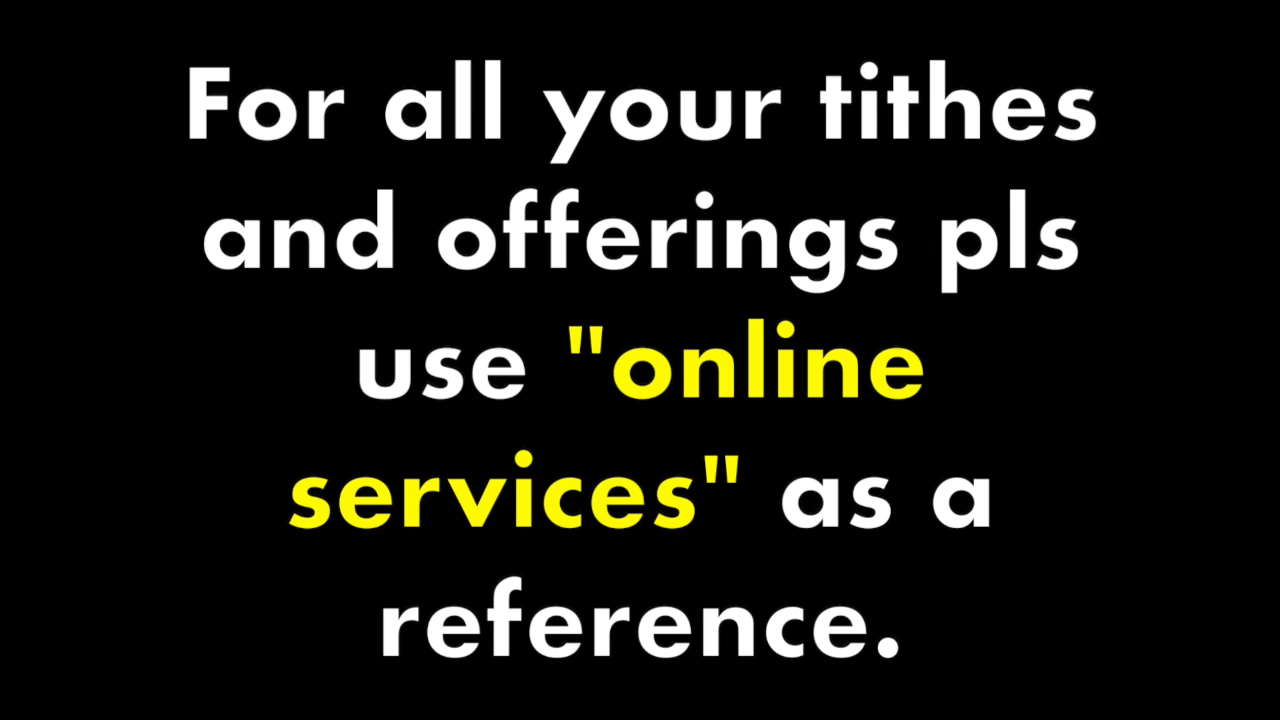 For all your tithes
and offerings pls
use "online
services" as a
reference.